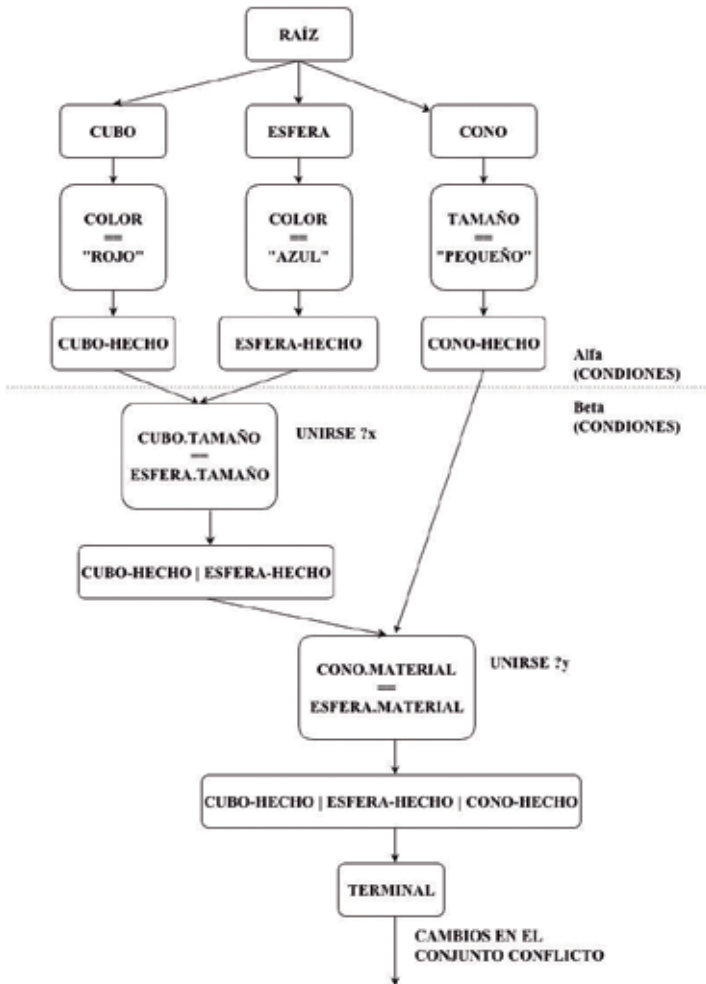 RAÍZ
CUBO
ESFERA
CONO
COLOR
==
"ROJO"
COLOR
==
"AZUL"
TAMAÑO
==
"PEQUEÑO"
CUBO-HECHO
ESFERA-HECHO
CONO-HECHO
Alfa
(CONDIONES)
Beta
(CONDIONES)
CUBO.TAMAÑO
==
ESFERA.TAMAÑO
UNIRSE ?x
CUBO-HECHO | ESFERA-HECHO
CONO.MATERIAL
==
ESFERA.MATERIAL
UNIRSE ?y
CUBO-HECHO | ESFERA-HECHO | CONO-HECHO
TERMINAL
CAMBIOS EN EL
CONJUNTO CONFLICTO